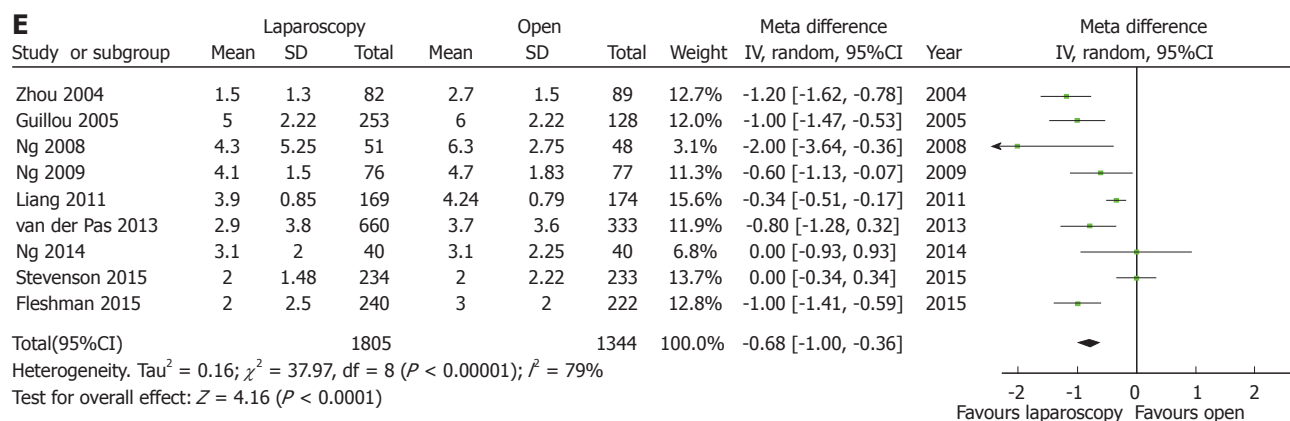 E
Laparoscopy Open Meta difference Meta difference
Study or subgroup Mean SD Total Mean SD Total Weight IV, random, 95%CI Year IV, random, 95%CI
Zhou 2004 1.5 1.3 82 2.7 1.5 89 12.7% -1.20 [-1.62, -0.78] 2004
Guillou 2005 5 2.22 253 6 2.22 128 12.0% -1.00 [-1.47, -0.53] 2005
Ng 2008 4.3 5.25 51 6.3 2.75 48 3.1% -2.00 [-3.64, -0.36] 2008
Ng 2009 4.1 1.5 76 4.7 1.83 77 11.3% -0.60 [-1.13, -0.07] 2009
Liang 2011 3.9 0.85 169 4.24 0.79 174 15.6% -0.34 [-0.51, -0.17] 2011
van der Pas 2013 2.9 3.8 660 3.7 3.6 333 11.9% -0.80 [-1.28, 0.32] 2013
Ng 2014 3.1 2 40 3.1 2.25 40 6.8% 0.00 [-0.93, 0.93] 2014
Stevenson 2015 2 1.48 234 2 2.22 233 13.7% 0.00 [-0.34, 0.34] 2015
Fleshman 2015 2 2.5 240 3 2 222 12.8% -1.00 [-1.41, -0.59] 2015
Total(95%CI) 1805 1344 100.0% -0.68 [-1.00, -0.36]
Heterogeneity. Tau² = 0.16; χ² = 37.97, df = 8 (P < 0.00001); I² = 79%
Test for overall effect: Z = 4.16 (P < 0.0001)
-2 -1 0 1 2
Favours laparoscopy Favours open